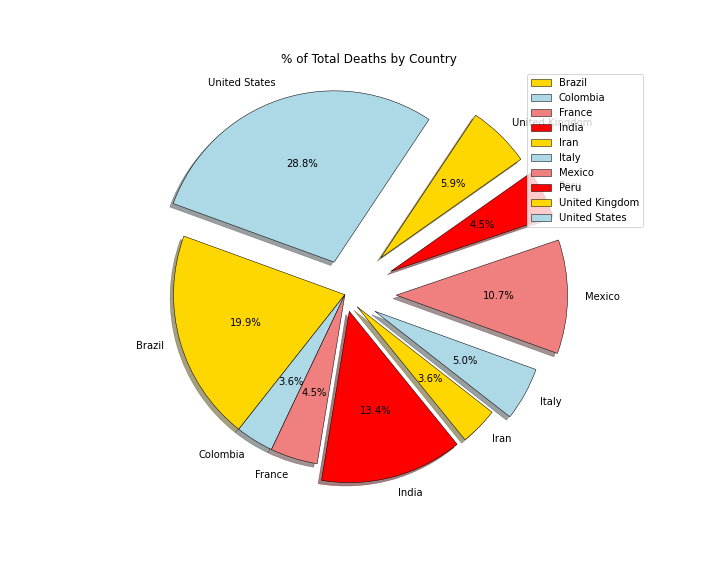 % of Total Deaths by Country
United States
28.8%
United Kingdom
5.9%
4.5%
Mexico
10.7%
Italy
5.0%
Iran
3.6%
India
13.4%
France
4.5%
Colombia
3.6%
Brazil
19.9%
Brazil
Colombia
France
India
Iran
Italy
Mexico
Peru
United Kingdom
United States